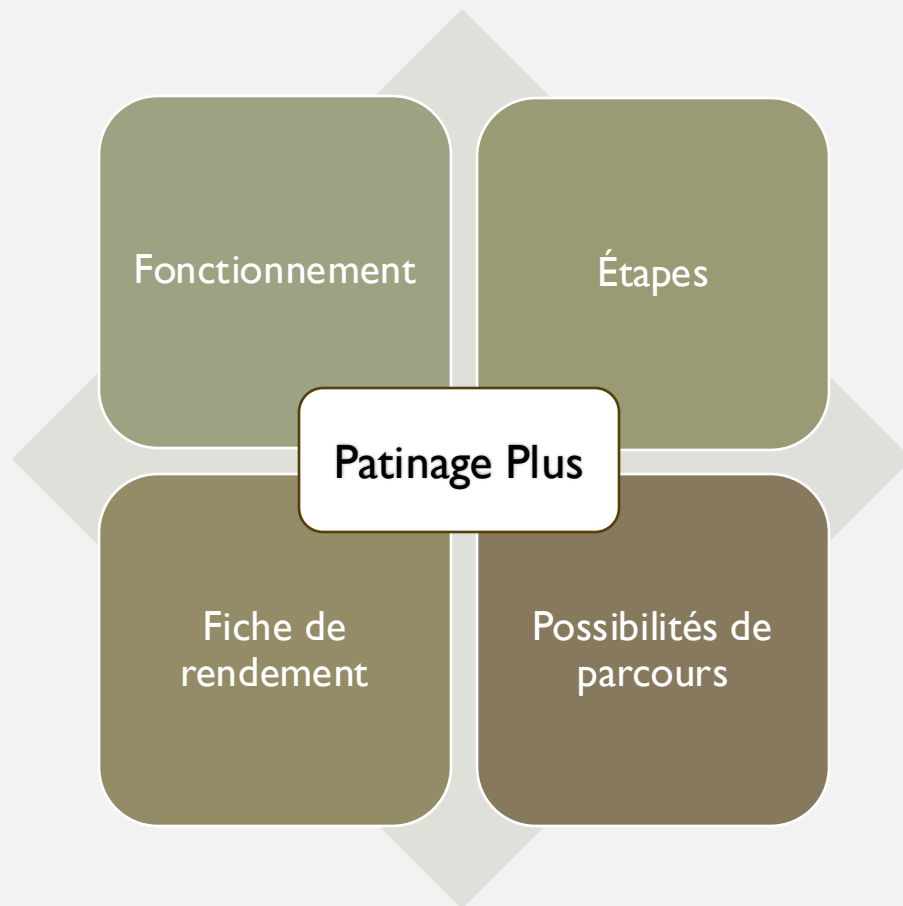 Fonctionnement
Étapes
Patinage Plus
Fiche de
rendement
Possibilités de
parcours